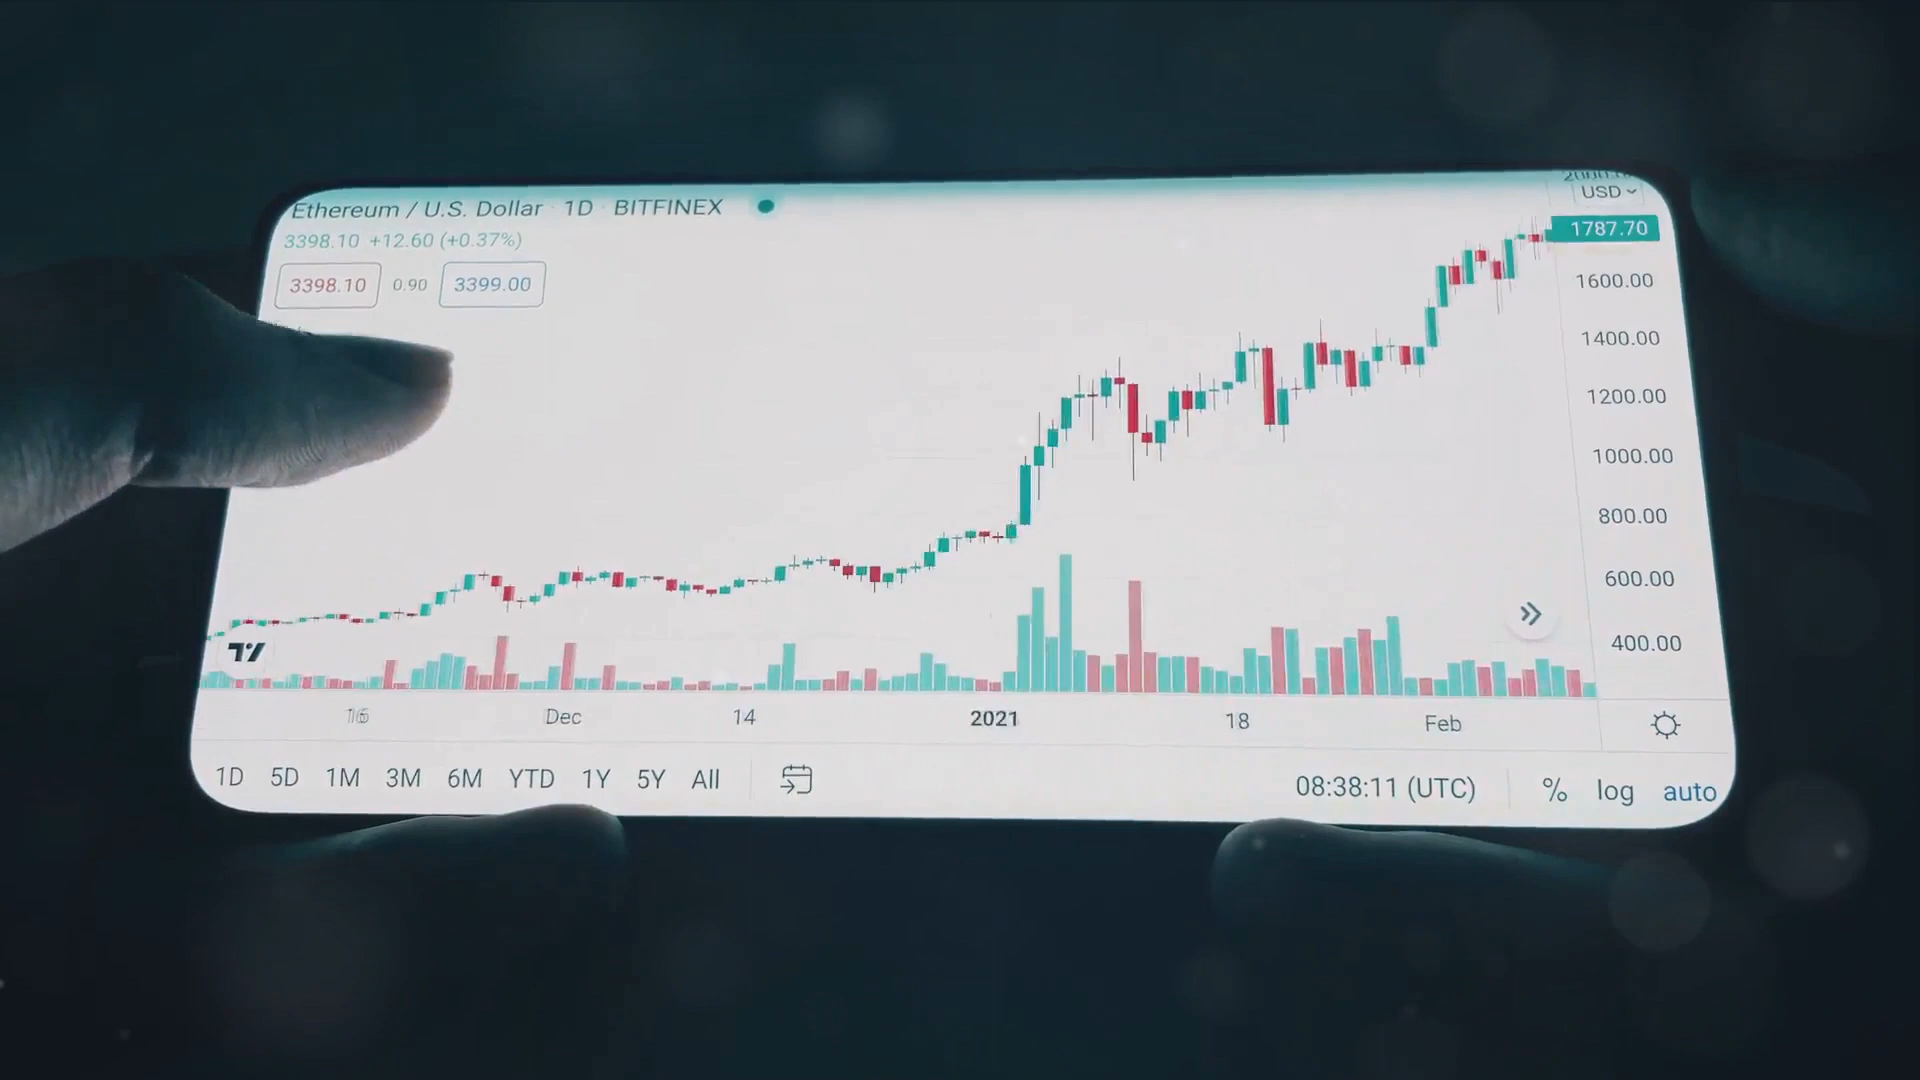 Ethereum / U.S. Dollar · 1D · BITFINEX
USD
3398.10 +12.60 (+0.37%)
1787.70
3398.10 0.90 3399.00
1600.00
1400.00
1200.00
1000.00
800.00
600.00
400.00
Dec 14 2021 18 Feb
1D 5D 1M 3M 6M YTD 1Y 5Y All
08:38:11 (UTC) % log auto